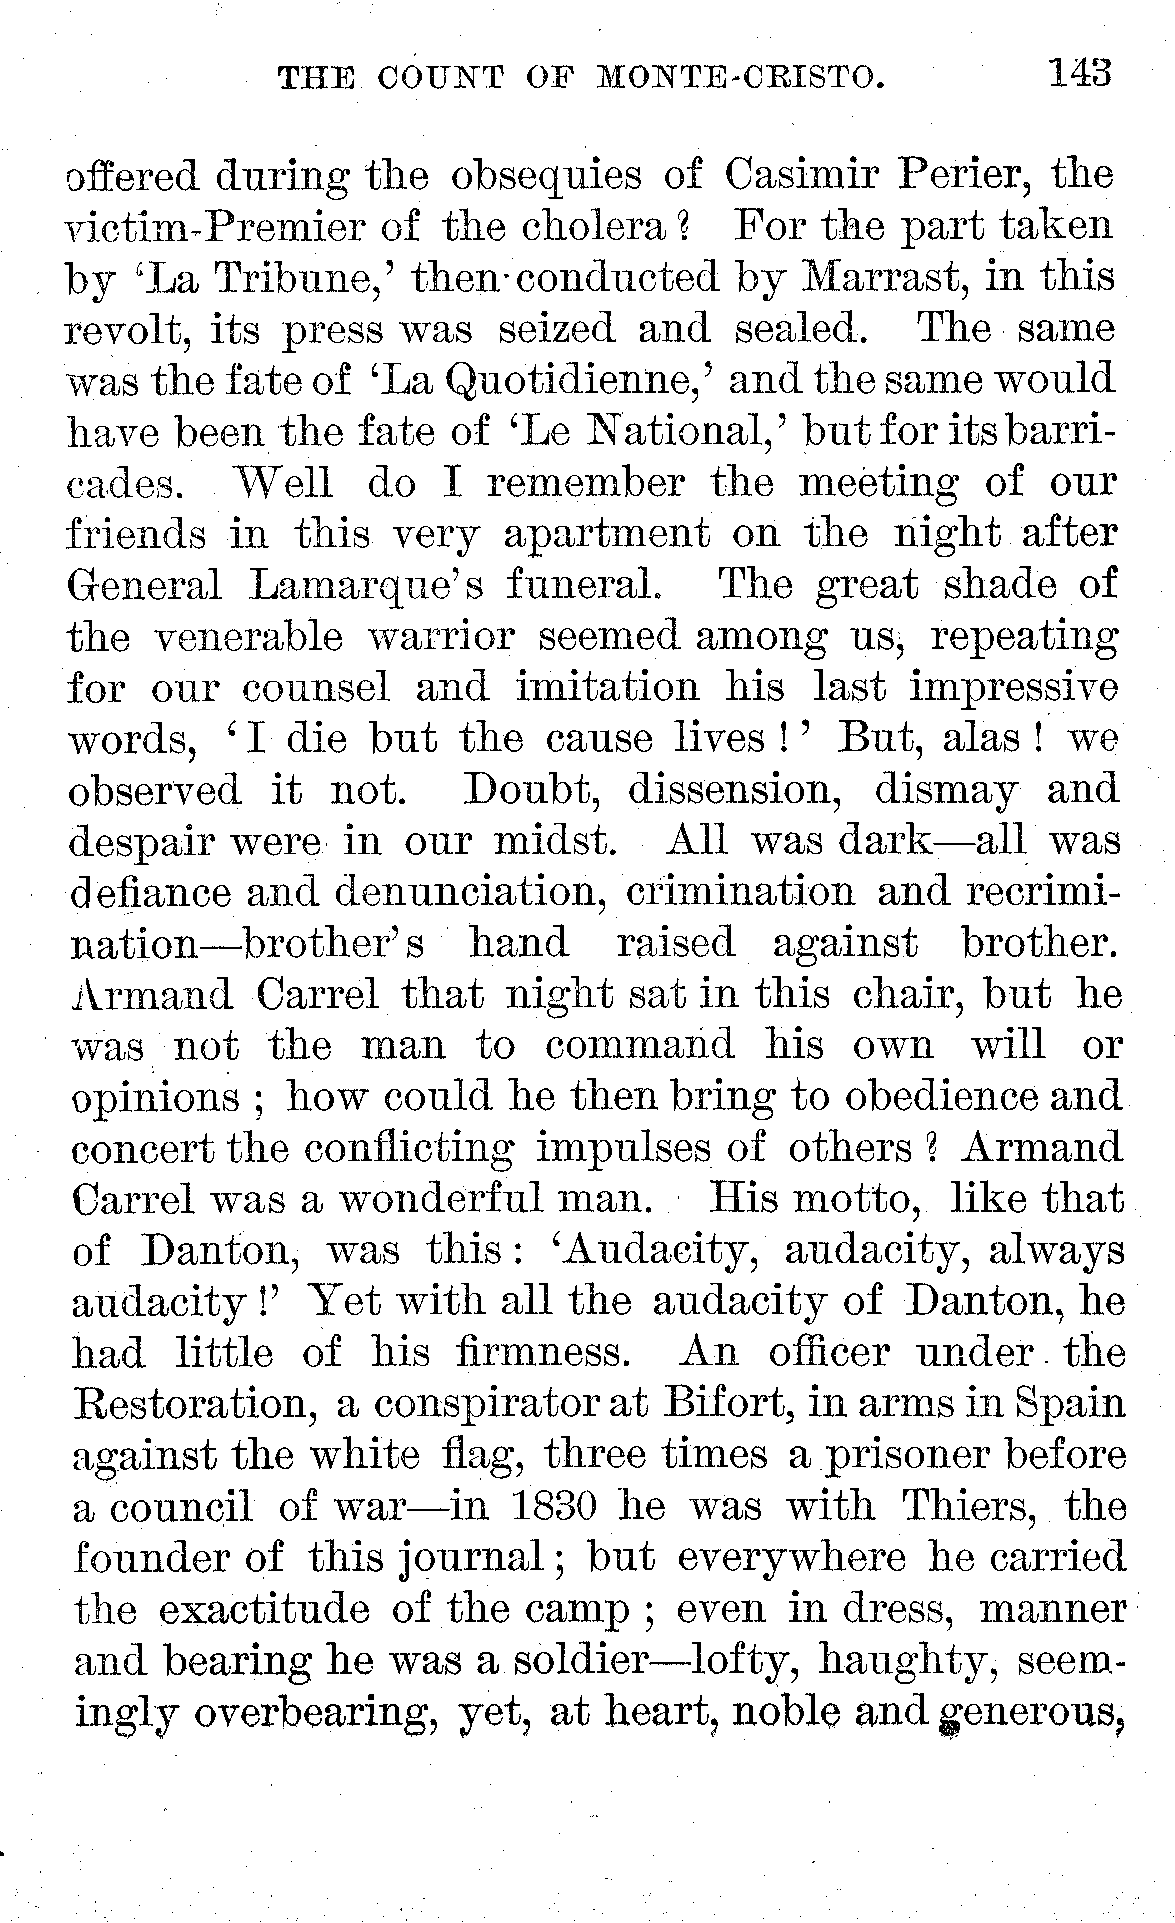 THE COUNT OF MONTE-CRISTO. 143
offered during the obsequies of Casimir Perier, the
victim-Premier of the cholera? For the part taken
by ‘La Tribune,’ then conducted by Marrast, in this
revolt, its press was seized and sealed. The same
was the fate of ‘La Quotidienne,’ and the same would
have been the fate of ‘Le National,’ but for its barri-
cades. Well do I remember the meeting of our
friends in this very apartment on the night after
General Lamarque's funeral. The great shade of
the venerable warrior seemed among us, repeating
for our counsel and imitation his last impressive
words, ‘I die but the cause lives!’ But, alas! we
observed it not. Doubt, dissension, dismay and
despair were in our midst. All was dark—all was
defiance and denunciation, crimination and recrimi-
nation—brother's hand raised against brother.
Armand Carrel that night sat in this chair, but he
was not the man to command his own will or
opinions; how could he then bring to obedience and
concert the conflicting impulses of others? Armand
Carrel was a wonderful man. His motto, like that
of Danton, was this: ‘Audacity, audacity, always
audacity!’ Yet with all the audacity of Danton, he
had little of his firmness. An officer under the
Restoration, a conspirator at Bifort, in arms in Spain
against the white flag, three times a prisoner before
a council of war—in 1830 he was with Thiers, the
founder of this journal; but everywhere he carried
the exactitude of the camp; even in dress, manner
and bearing he was a soldier—lofty, haughty, seem-
ingly overbearing, yet, at heart, noble and generous,